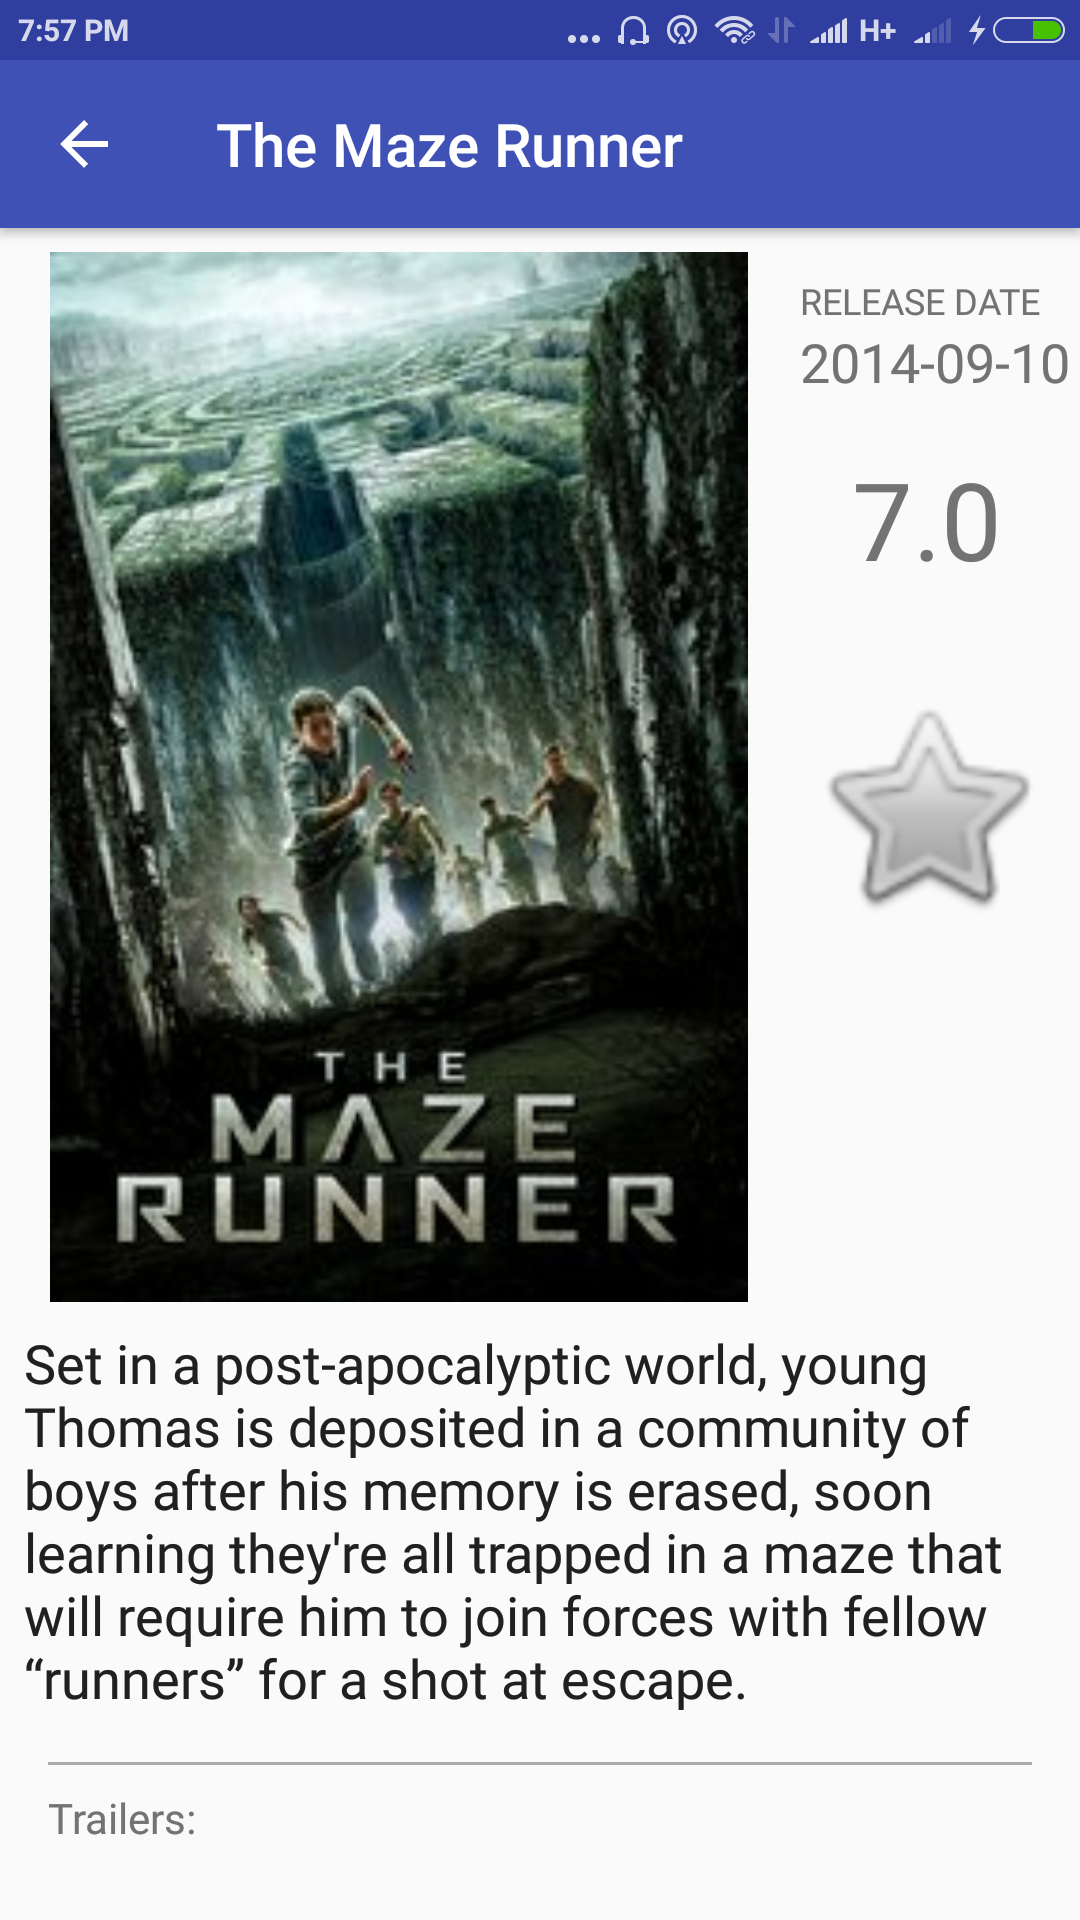 7:57 PM
H+
The Maze Runner
RELEASE DATE
2014-09-10
7.0
THE
MAZE
RUNNER
Set in a post-apocalyptic world, young
Thomas is deposited in a community of
boys after his memory is erased, soon
learning they're all trapped in a maze that
will require him to join forces with fellow
“runners” for a shot at escape.
Trailers: